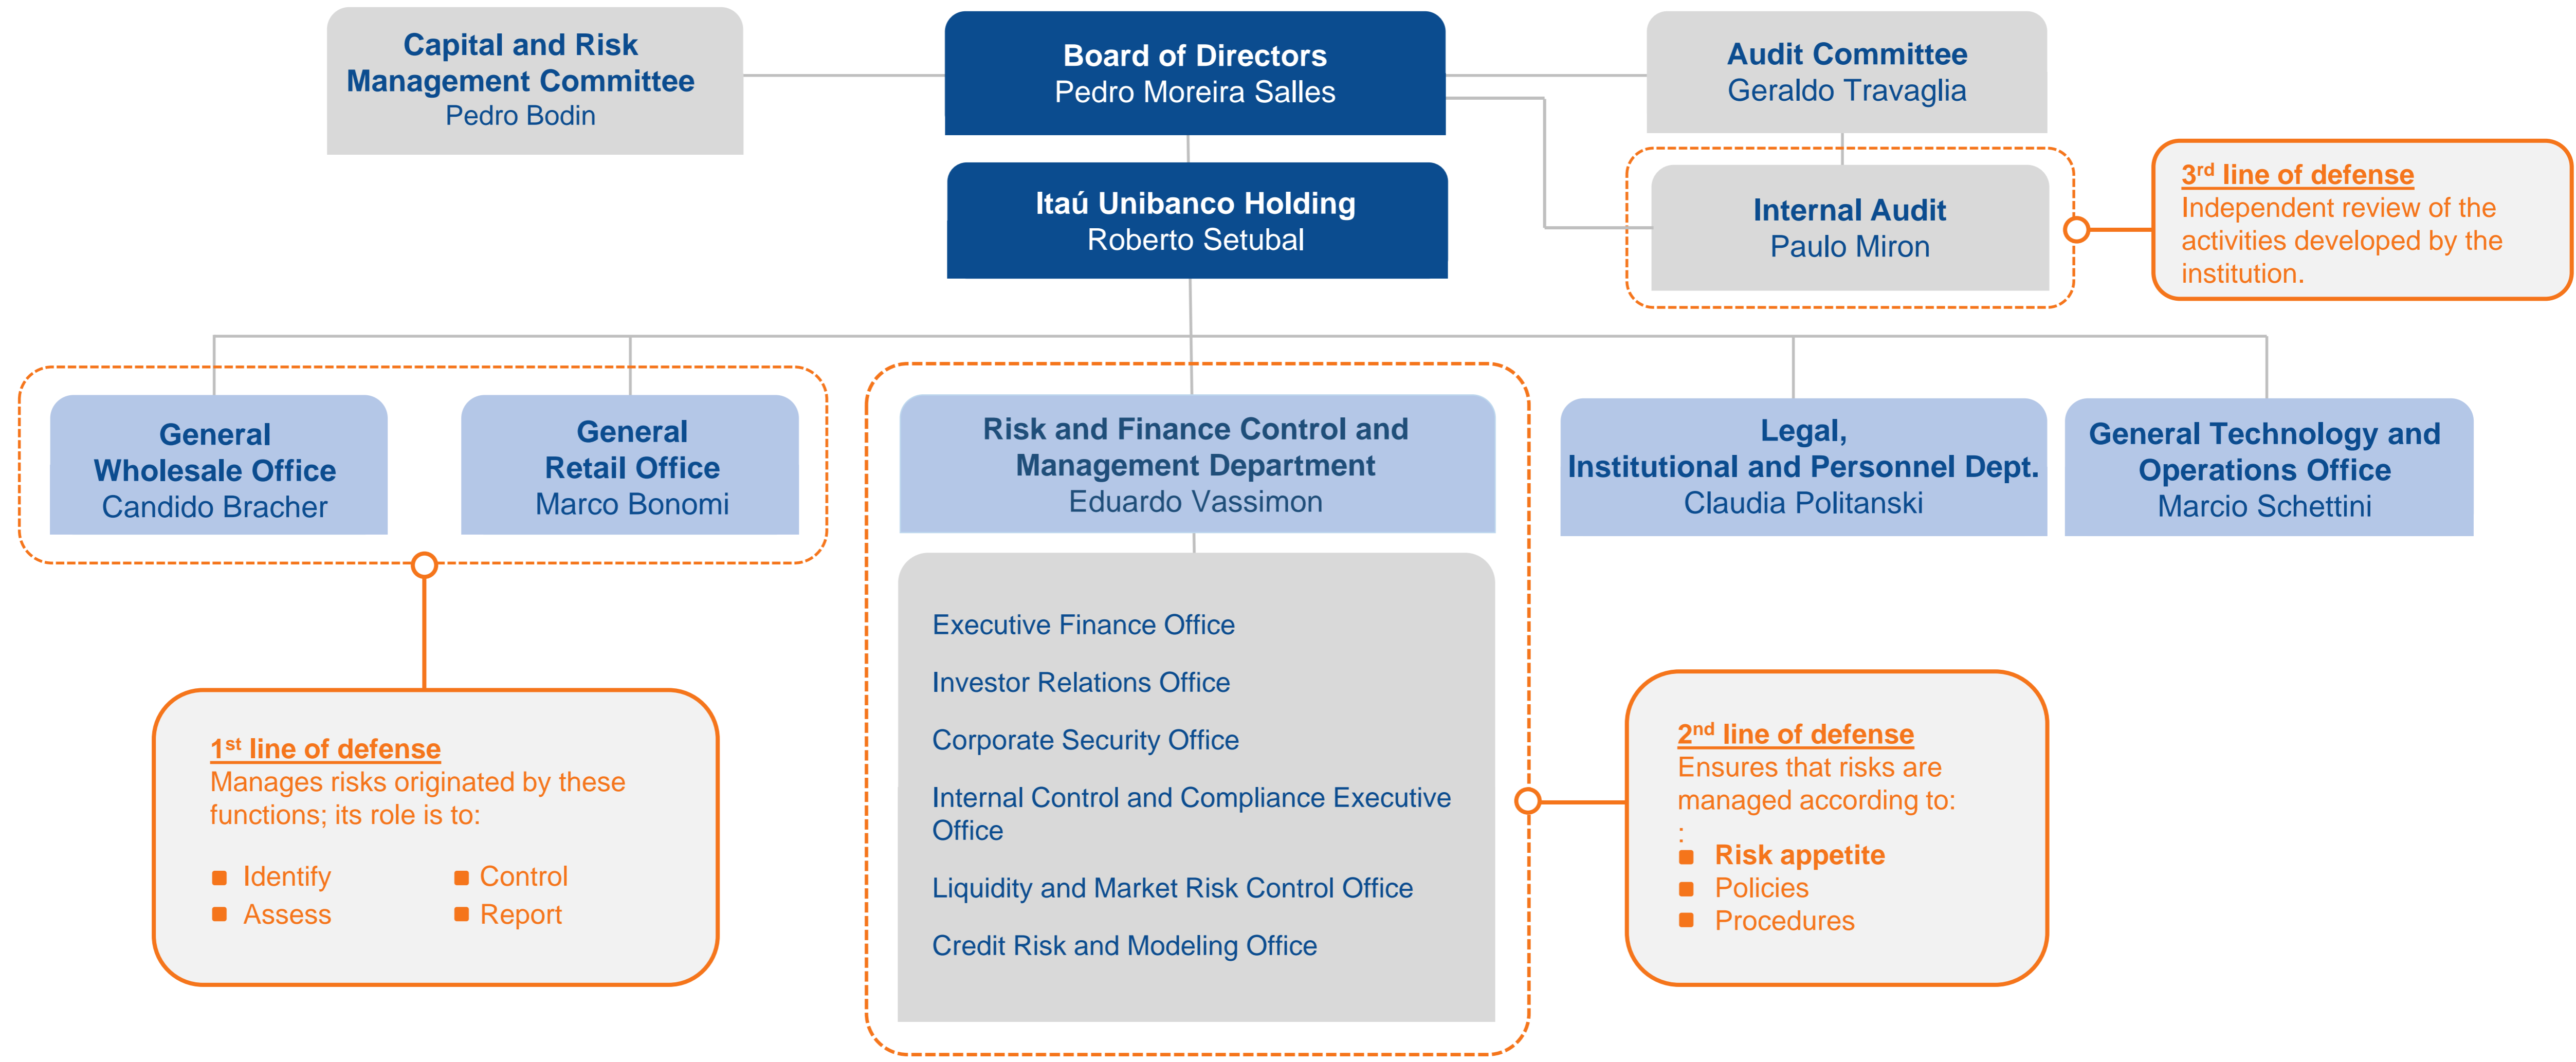 Capital and Risk
Management Committee
Pedro Bodin
Board of Directors
Pedro Moreira Salles
Audit Committee
Geraldo Travaglia
Itaú Unibanco Holding
Roberto Setubal
Internal Audit
Paulo Miron
3rd line of defense
Independent review of the
activities developed by the
institution.
General
Wholesale Office
Candido Bracher
General
Retail Office
Marco Bonomi
Risk and Finance Control and
Management Department
Eduardo Vassimon
Legal,
Institutional and Personnel Dept.
Claudia Politanski
General Technology and
Operations Office
Marcio Schettini
Executive Finance Office
Investor Relations Office
Corporate Security Office
Internal Control and Compliance Executive
Office
Liquidity and Market Risk Control Office
Credit Risk and Modeling Office
1st line of defense
Manages risks originated by these
functions; its role is to:
■ Identify ■ Control
■ Assess ■ Report
2nd line of defense
Ensures that risks are
managed according to:
:
■ Risk appetite
■ Policies
■ Procedures